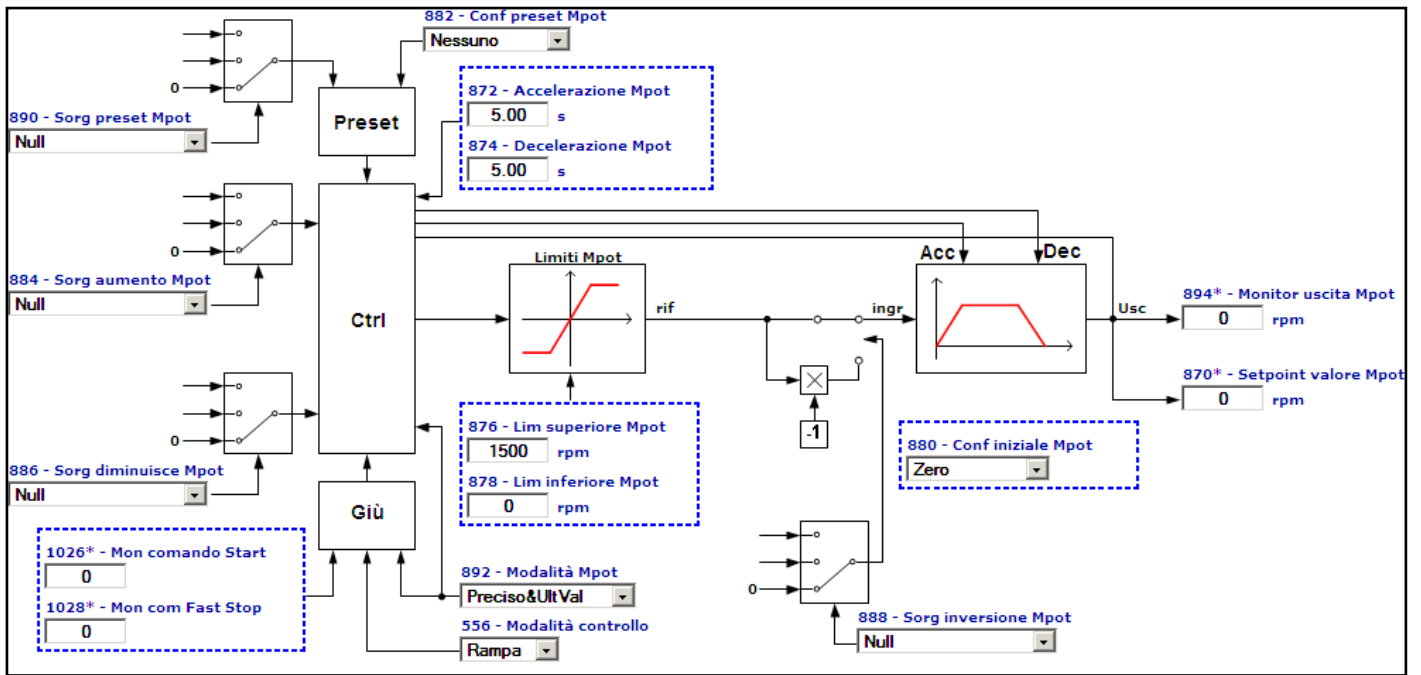 882 - Conf preset Mpot
Nessuno
0
890 - Sorg preset Mpot
Null
Preset
872 - Accelerazione Mpot
5.00 s
874 - Decelerazione Mpot
5.00 s
0
884 - Sorg aumento Mpot
Null
Ctrl
Limiti Mpot
rif
ingr
Acc Dec
Usc
894* - Monitor uscita Mpot
0 rpm
870* - Setpoint valore Mpot
0 rpm
-1
0
886 - Sorg diminuisce Mpot
Null
876 - Lim superiore Mpot
1500 rpm
878 - Lim inferiore Mpot
0 rpm
880 - Conf iniziale Mpot
Zero
Giù
1026* - Mon comando Start
0
1028* - Mon com Fast Stop
0
892 - Modalità Mpot
Preciso&UltVal
556 - Modalità controllo
Rampa
0
888 - Sorg inversione Mpot
Null